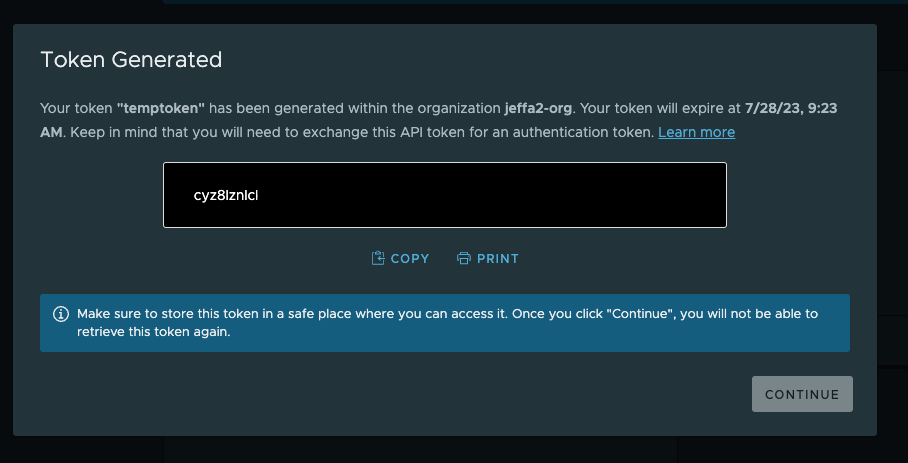 Token Generated
Your token "temptoken" has been generated within the organization jeffa2-org. Your token will expire at 7/28/23, 9:23
AM. Keep in mind that you will need to exchange this API token for an authentication token. Learn more
cyz8lznlcl
COPY PRINT
Make sure to store this token in a safe place where you can access it. Once you click "Continue", you will not be able to
retrieve this token again.
CONTINUE